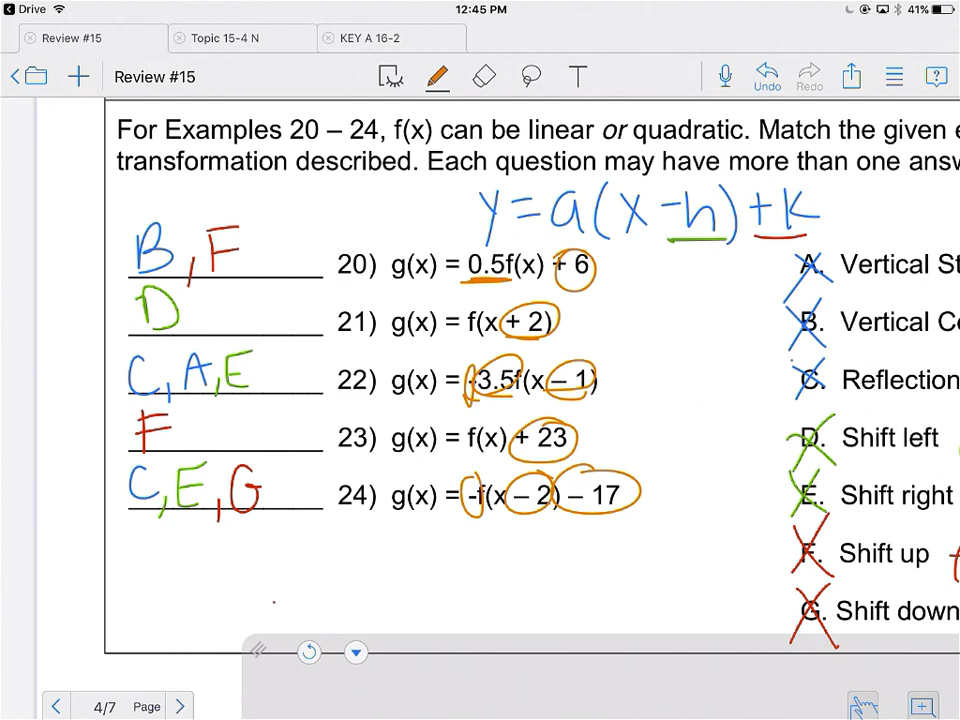 Drive 12:45 PM 41%
Review #15 Topic 15-4 N KEY A 16-2
Review #15 T Undo Redo ?
For Examples 20 – 24, f(x) can be linear or quadratic. Match the given
transformation described. Each question may have more than one
y = a(x - h) + k
B, F 20) g(x) = 0.5f(x) + 6 A. Vertical
D 21) g(x) = f(x + 2) B. Vertical
C, A, E 22) g(x) = -3.5f(x – 1) C. Reflection
F 23) g(x) = f(x) + 23 D. Shift left
C, E, G 24) g(x) = -f(x – 2) – 17 E. Shift right
F. Shift up
G. Shift down
4/7 Page